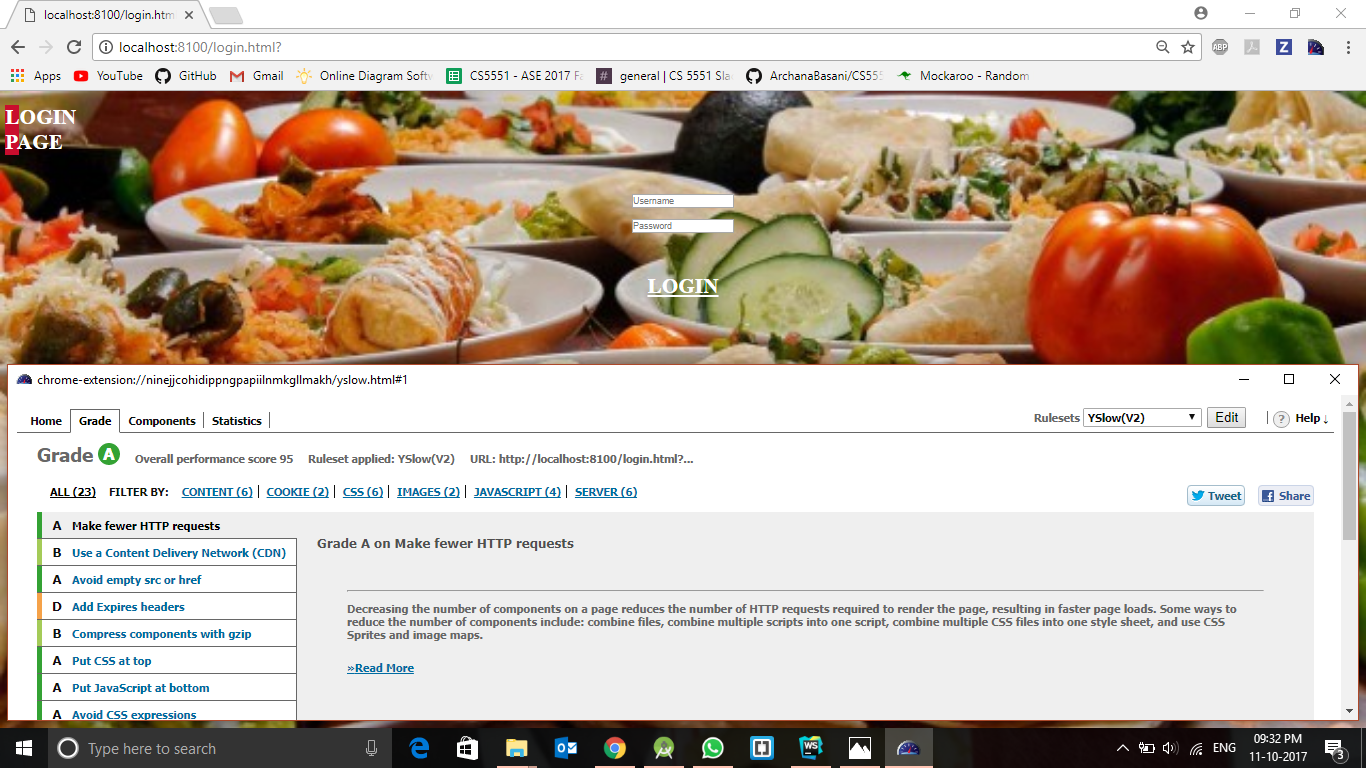 localhost:8100/login.htm
localhost:8100/login.html?
ABP
Z
Apps YouTube GitHub Gmail Online Diagram Softw CS5551 - ASE 2017 Fa # general | CS 5551 Slac ArchanaBasani/CS555 Mockaroo - Random
LOGIN
PAGE
Username
Password
LOGIN
chrome-extension://ninejjcohidippngpapiilnmkgllmakh/yslow.html#1
Home Grade Components Statistics Rulesets YSlow(V2) Edit ? Help ↓
Grade A Overall performance score 95 Ruleset applied: YSlow(V2) URL: http://localhost:8100/login.html?...
ALL (23) FILTER BY: CONTENT (6) COOKIE (2) CSS (6) IMAGES (2) JAVASCRIPT (4) SERVER (6) Tweet Share
A Make fewer HTTP requests
B Use a Content Delivery Network (CDN)
A Avoid empty src or href
D Add Expires headers
B Compress components with gzip
A Put CSS at top
A Put JavaScript at bottom
A Avoid CSS expressions
Grade A on Make fewer HTTP requests
Decreasing the number of components on a page reduces the number of HTTP requests required to render the page, resulting in faster page loads. Some ways to
reduce the number of components include: combine files, combine multiple scripts into one script, combine multiple CSS files into one style sheet, and use CSS
Sprites and image maps.
»Read More
Type here to search
WS
ENG
09:32 PM
11-10-2017
3